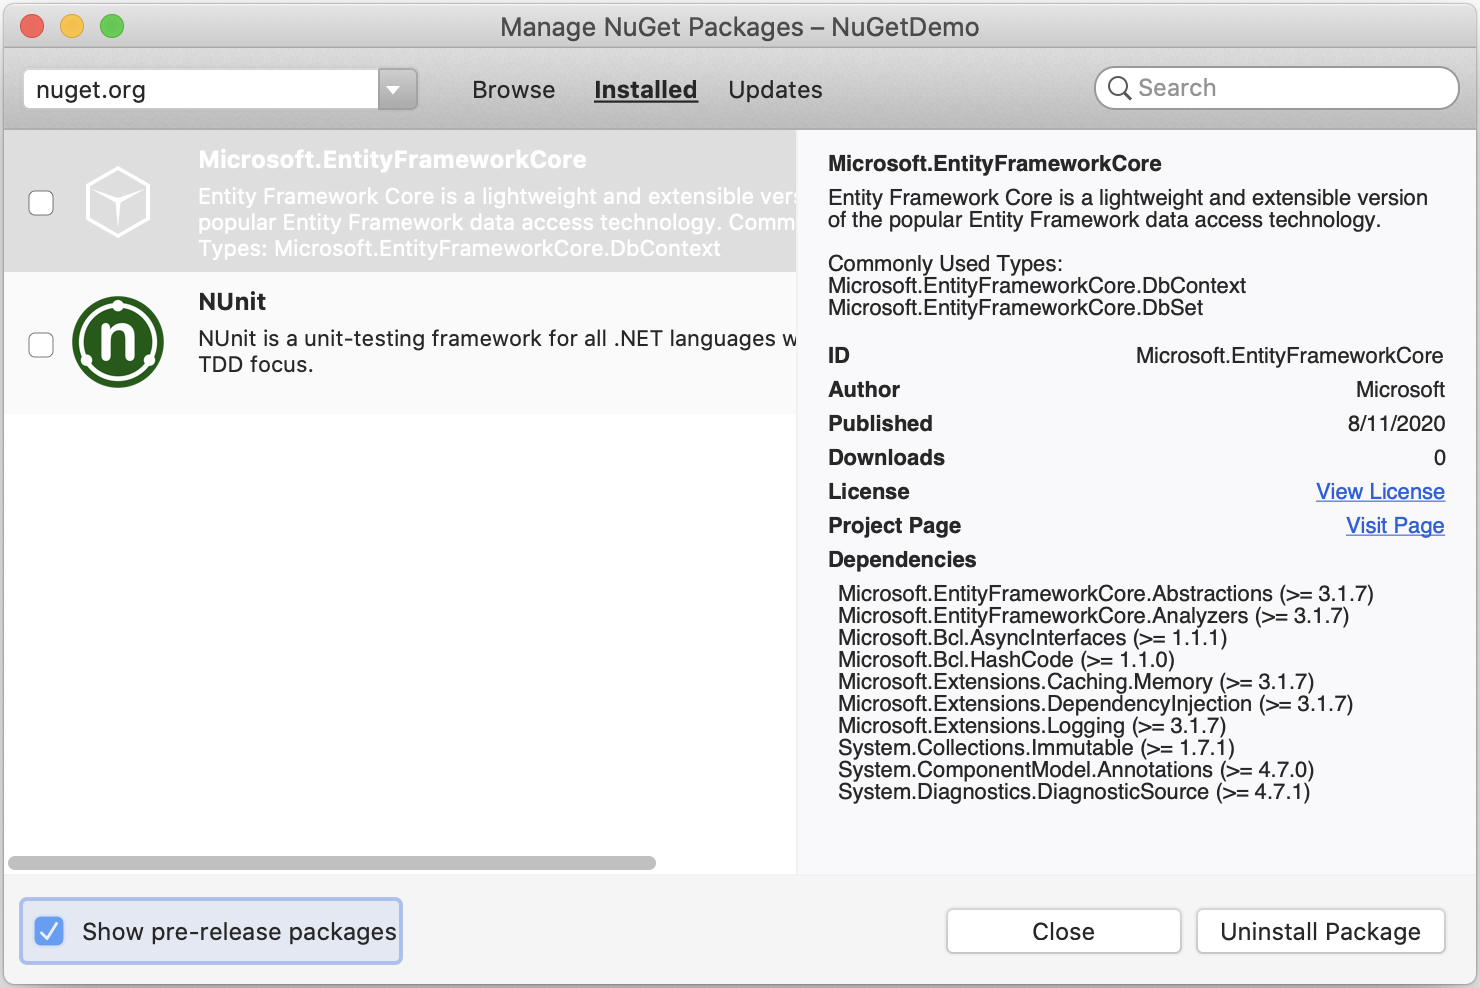 Manage NuGet Packages – NuGetDemo
nuget.org
Browse
Installed
Updates
Search
Microsoft.EntityFrameworkCore
Entity Framework Core is a lightweight and extensible
popular Entity Framework data access technology.
Types: Microsoft.EntityFrameworkCore.DbContext
n
NUnit
NUnit is a unit-testing framework for all .NET languages
TDD focus.
Microsoft.EntityFrameworkCore
Entity Framework Core is a lightweight and extensible version
of the popular Entity Framework data access technology.
Commonly Used Types:
Microsoft.EntityFrameworkCore.DbContext
Microsoft.EntityFrameworkCore.DbSet
ID Microsoft.EntityFrameworkCore
Author Microsoft
Published 8/11/2020
Downloads 0
License View License
Project Page Visit Page
Dependencies
Microsoft.EntityFrameworkCore.Abstractions (>= 3.1.7)
Microsoft.EntityFrameworkCore.Analyzers (>= 3.1.7)
Microsoft.Bcl.AsyncInterfaces (>= 1.1.1)
Microsoft.Bcl.HashCode (>= 1.1.0)
Microsoft.Extensions.Caching.Memory (>= 3.1.7)
Microsoft.Extensions.DependencyInjection (>= 3.1.7)
Microsoft.Extensions.Logging (>= 3.1.7)
System.Collections.Immutable (>= 1.7.1)
System.ComponentModel.Annotations (>= 4.7.0)
System.Diagnostics.DiagnosticSource (>= 4.7.1)
Show pre-release packages
Close
Uninstall Package